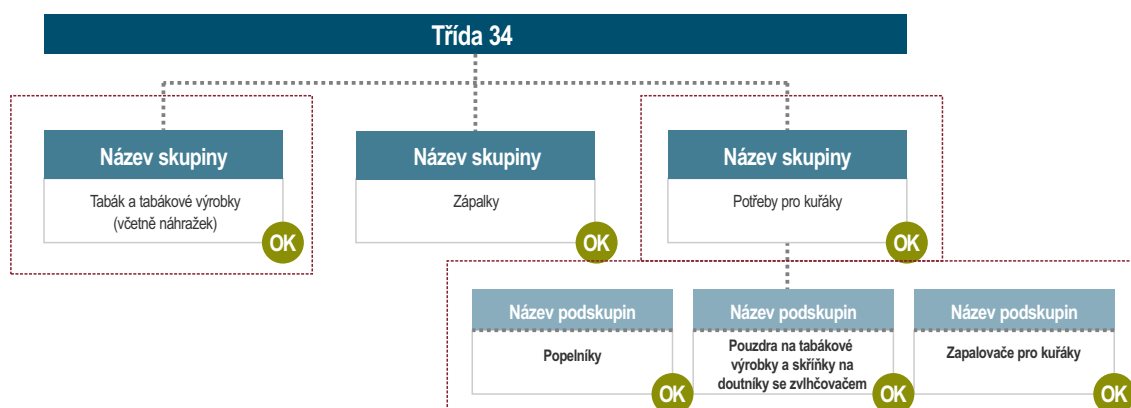 Třída 34
Název skupiny
Tabák a tabákové výrobky
(včetně náhražek)
OK
Název skupiny
Zápalky
OK
Název skupiny
Potřeby pro kuřáky
OK
Název podskupin
Popelníky
OK
Název podskupin
Pouzdra na tabákové
výrobky a skříňky na
doutníky se zvlhčovačem
OK
Název podskupin
Zapalovače pro kuřáky
OK